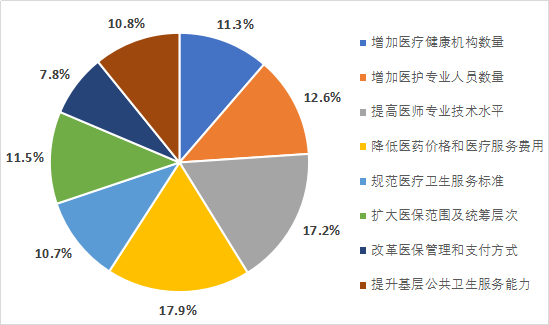 10.8%
11.3%
增加医疗健康机构数量
增加医护专业人员数量
7.8%
12.6%
提高医师专业技术水平
降低医药价格和医疗服务费用
11.5%
规范医疗卫生服务标准
17.2%
扩大医保范围及统筹层次
10.7%
改革医保管理和支付方式
提升基层公共卫生服务能力
17.9%